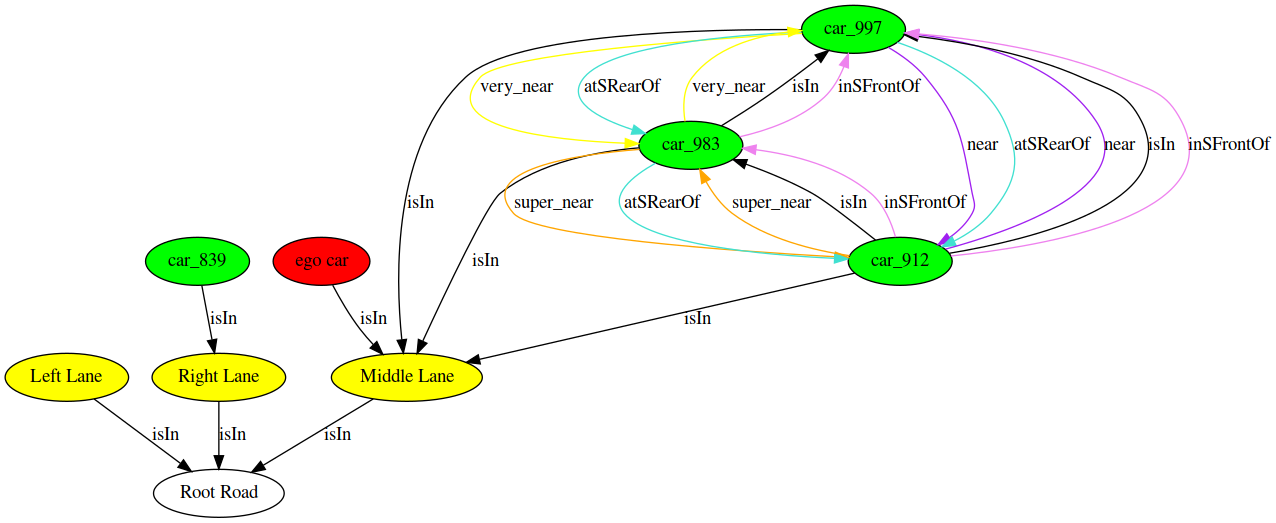 car_997
very_near
atSRearOf
very_near
isIn
inSFrontOf
car_983
near
atSRearOf
near
isIn
inSFrontOf
isIn
super_near
atSRearOf
super_near
isIn
inSFrontOf
car_839
ego car
isIn
car_912
isIn
isIn
isIn
Left Lane
Right Lane
Middle Lane
isIn
isIn
isIn
Root Road